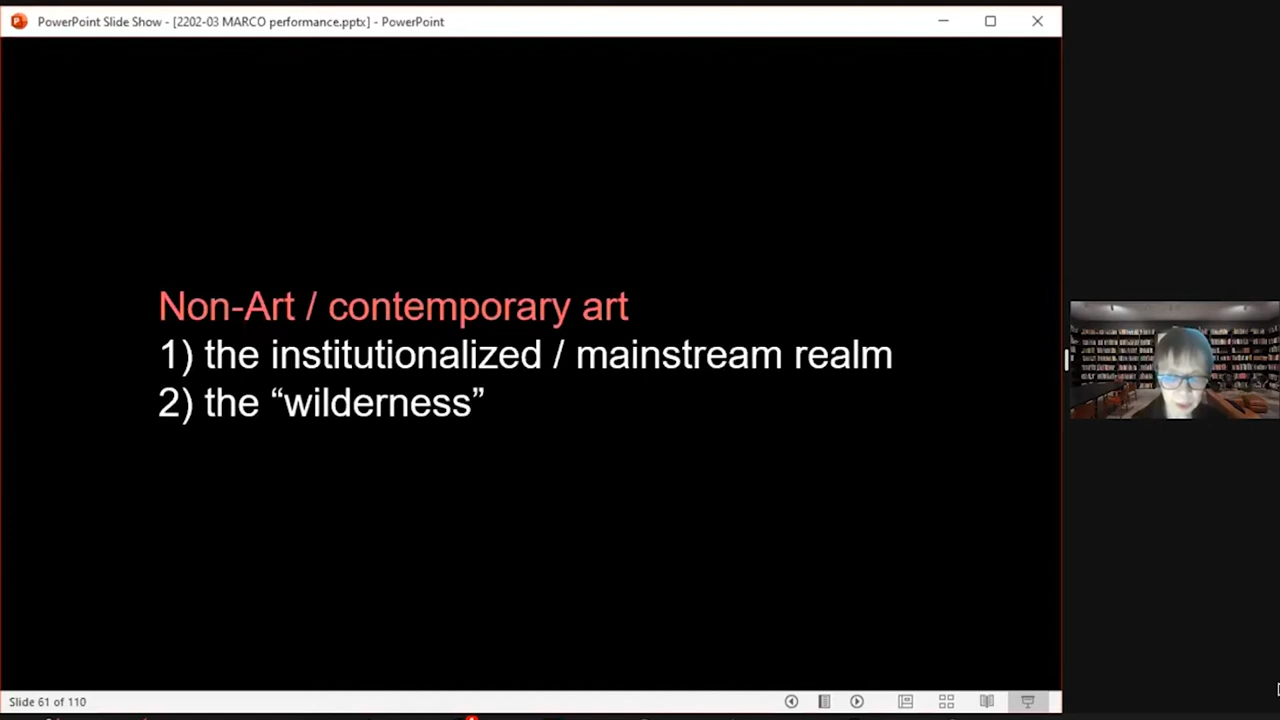 PowerPoint Slide Show - [2202-03 MARCO performance.pptx] - PowerPoint
Non-Art / contemporary art
1) the institutionalized / mainstream realm
2) the “wilderness”
Slide 61 of 110